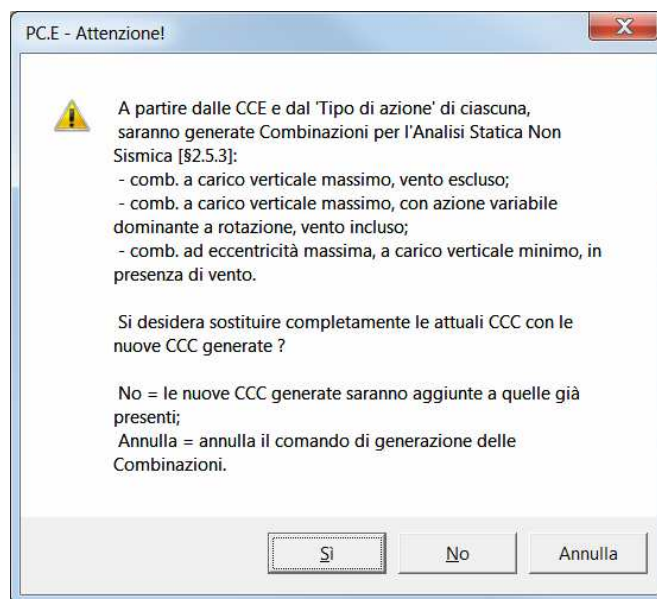 PC.E - Attenzione!
A partire dalle CCE e dal 'Tipo di azione' di ciascuna,
saranno generate Combinazioni per l'Analisi Statica Non
Sismica [§2.5.3]:
- comb. a carico verticale massimo, vento escluso;
- comb. a carico verticale massimo, con azione variabile
dominante a rotazione, vento incluso;
- comb. ad eccentricità massima, a carico verticale minimo, in
presenza di vento.
Si desidera sostituire completamente le attuali CCC con le
nuove CCC generate ?
No = le nuove CCC generate saranno aggiunte a quelle già
presenti;
Annulla = annulla il comando di generazione delle
Combinazioni.
Sì No Annulla